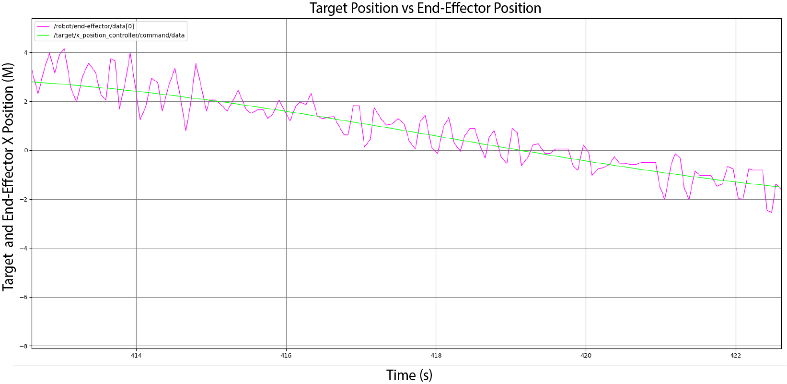 Target Position vs End-Effector Position
/robot/end-effector/data[0]
/target/x_position_controller/command/data
Target and End-Effector X Position (M)
4
2
0
−2
−4
−6
−8
414
416
418
420
422
Time (s)